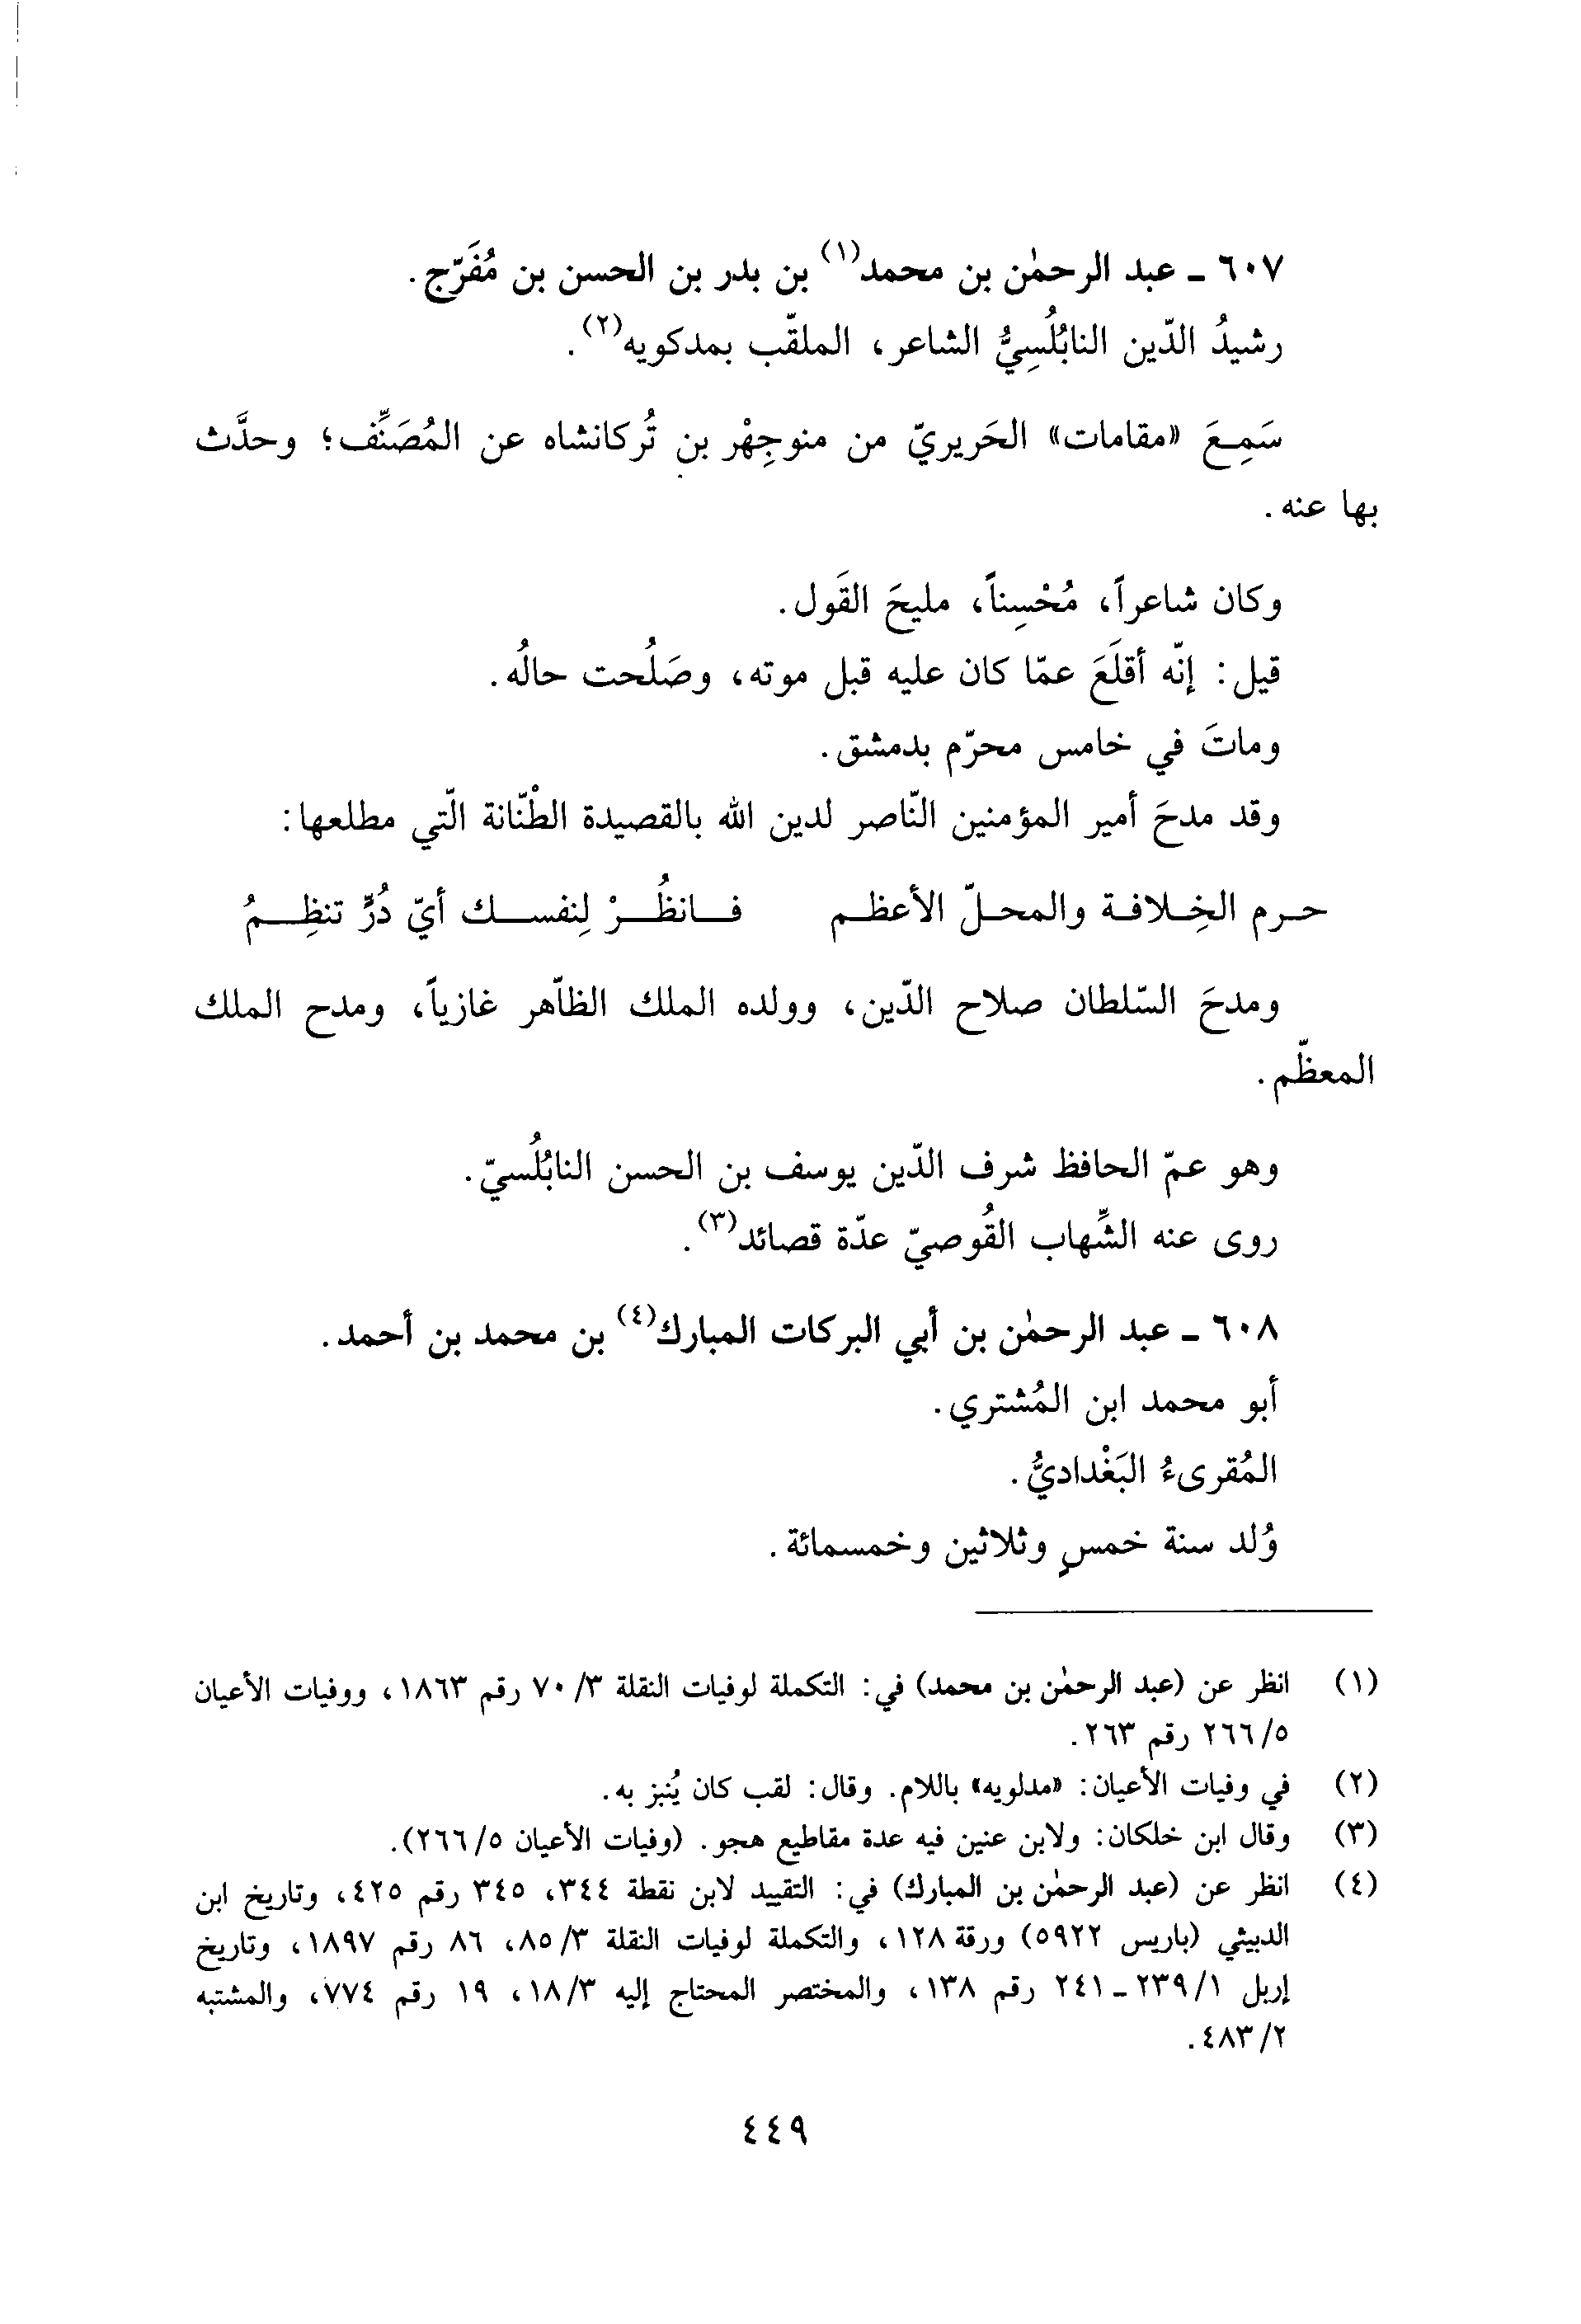 ٦٠٧ - عبد الرحمٰن بن محمد(١) بن بدر بن الحسن بن مُفَرّج.
رشيدُ الدّين النابُلُسِيُّ الشاعر، الملقّب بمدكويه(٢).
سَمِعَ «مقامات» الحَريريّ من منوجِهْر بن تُركانشاه عن المُصَنِّف؛ وحدَّث
بها عنه.
وكان شاعراً، مُحْسِناً، مليحَ القَول.
قيل: إنّه أقلَعَ عمّا كان عليه قبل موته، وصَلُحت حالُه.
وماتَ في خامس محرّم بدمشق.
وقد مدحَ أمير المؤمنين النّاصر لدين الله بالقصيدة الطْنّانة الّتي مطلعها:
حرم الخِلافة والمحلّ الأعظم فانظُرْ لِنفسك أيّ دُرٍّ تنظِمُ
ومدحَ السّلطان صلاح الدّين، وولده الملك الظاّهر غازياً، ومدح الملك
المعظّم.
وهو عمّ الحافظ شرف الدّين يوسف بن الحسن النابُلُسيّ.
روى عنه الشِّهاب القُوصيّ عدّة قصائد(٣).
٦٠٨ - عبد الرحمٰن بن أبي البركات المبارك(٤) بن محمد بن أحمد.
أبو محمد ابن المُشتري.
المُقرىءُ البَغْداديُّ.
وُلد سنة خمسٍ وثلاثين وخمسمائة.
(١) انظر عن (عبد الرحمٰن بن محمد) في: التكملة لوفيات النقلة ٣/ ٧٠ رقم ١٨٦٣، ووفيات الأعيان
٥/ ٢٦٦ رقم ٢٦٣.
(٢) في وفيات الأعيان: «مدلويه» باللام. وقال: لقب كان يُنبز به.
(٣) وقال ابن خلكان: ولابن عنين فيه عدة مقاطيع هجو. (وفيات الأعيان ٥/ ٢٦٦).
(٤) انظر عن (عبد الرحمٰن بن المبارك) في: التقييد لابن نقطة ٣٤٤، ٣٤٥ رقم ٤٢٥، وتاريخ ابن
الدبيثي (باريس ٥٩٢٢) ورقة ١٢٨، والتكملة لوفيات النقلة ٣/ ٨٥، ٨٦ رقم ١٨٩٧، وتاريخ
إربل ١/ ٢٣٩ - ٢٤١ رقم ١٣٨، والمختصر المحتاج إليه ٣/ ١٨، ١٩ رقم ٧٧٤، والمشتبه
٢/ ٤٨٣.
٤٤٩